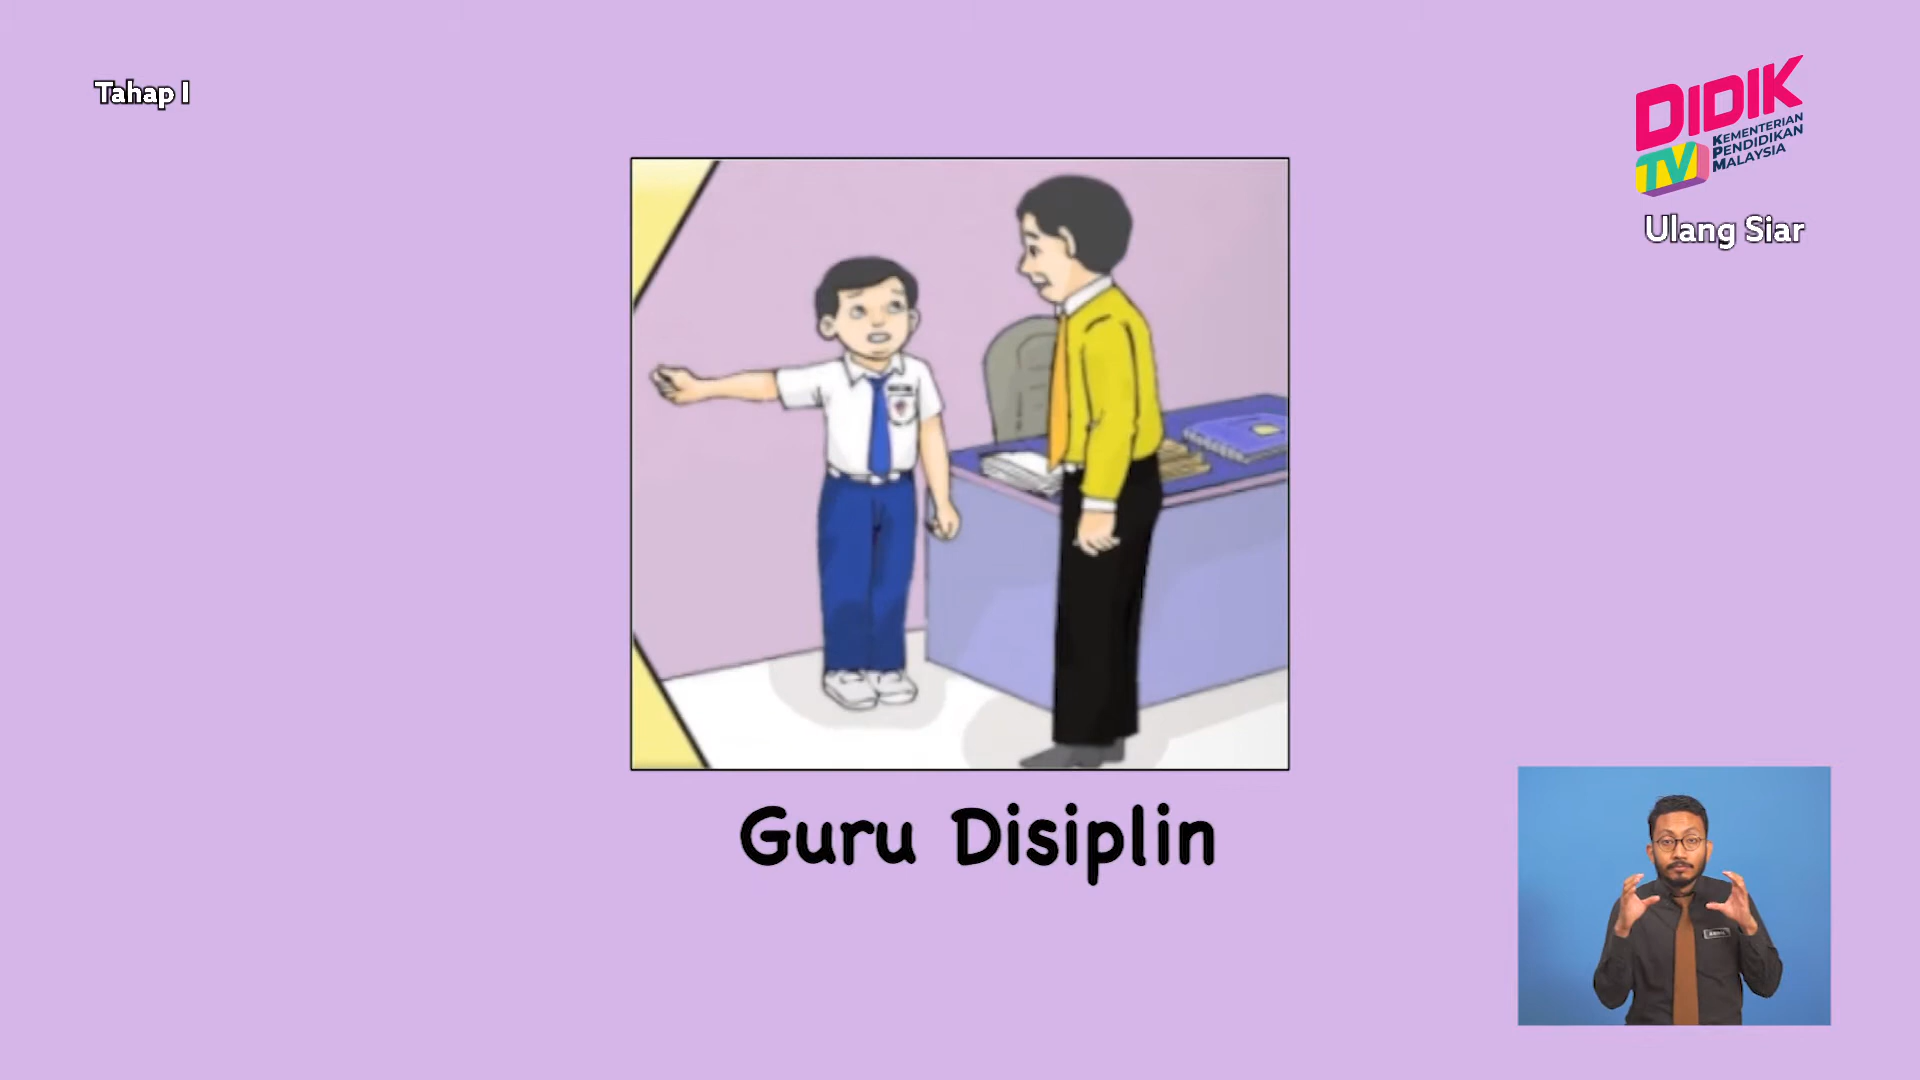 Tahap I
DIDIK
TV
KEMENTERIAN
PENDIDIKAN
MALAYSIA
Ulang Siar
Guru Disiplin